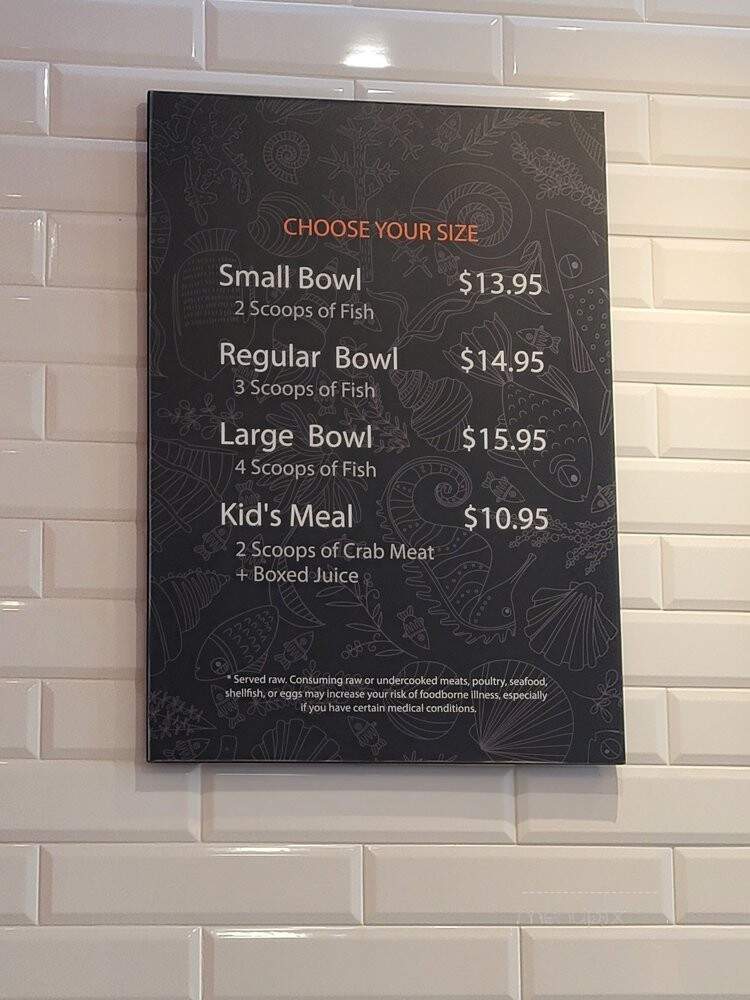 CHOOSE YOUR SIZE
Small Bowl $13.95
2 Scoops of Fish
Regular Bowl $14.95
3 Scoops of Fish
Large Bowl $15.95
4 Scoops of Fish
Kid's Meal $10.95
2 Scoops of Crab Meat
+ Boxed Juice
* Served raw. Consuming raw or undercooked meats, poultry, seafood,
shellfish, or eggs may increase your risk of foodborne illness, especially
if you have certain medical conditions.
menupix